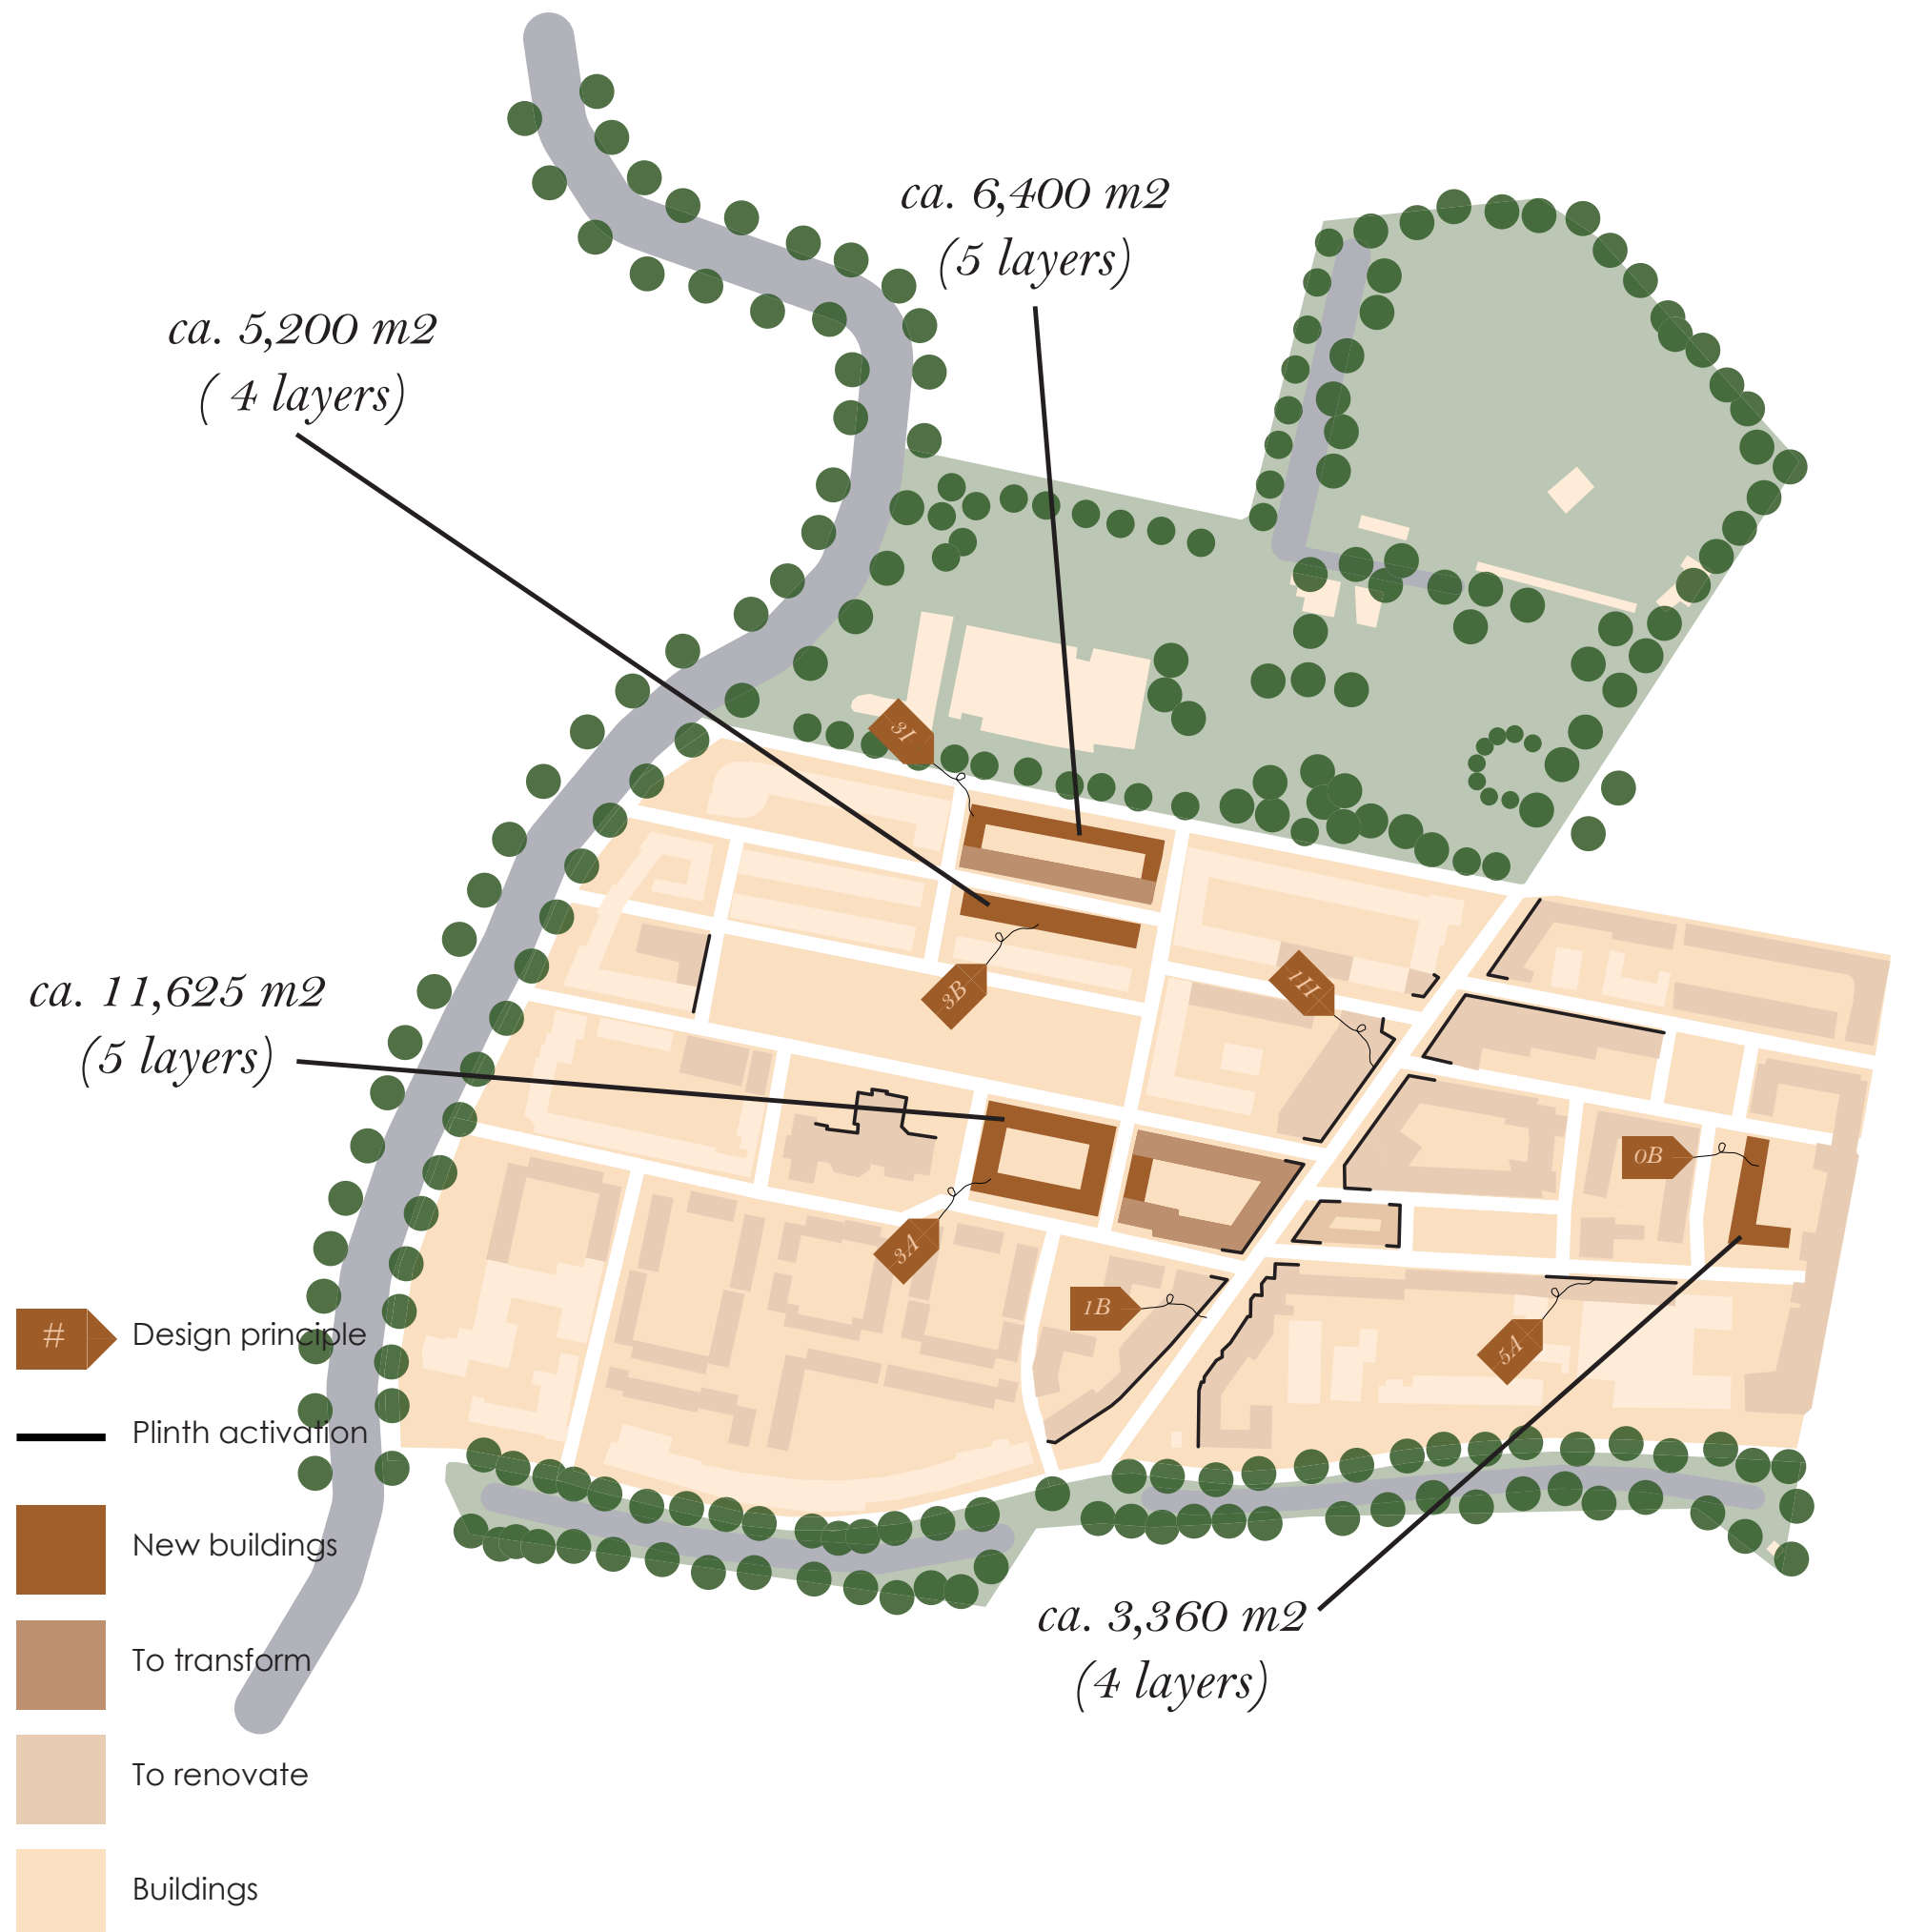 ca. 6,400 m2
(5 layers)
ca. 5,200 m2
( 4 layers)
3I
3B
1H
ca. 11,625 m2
(5 layers)
0B
3A
1B
5A
# Design principle
Plinth activation
New buildings
ca. 3,360 m2
(4 layers)
To transform
To renovate
Buildings